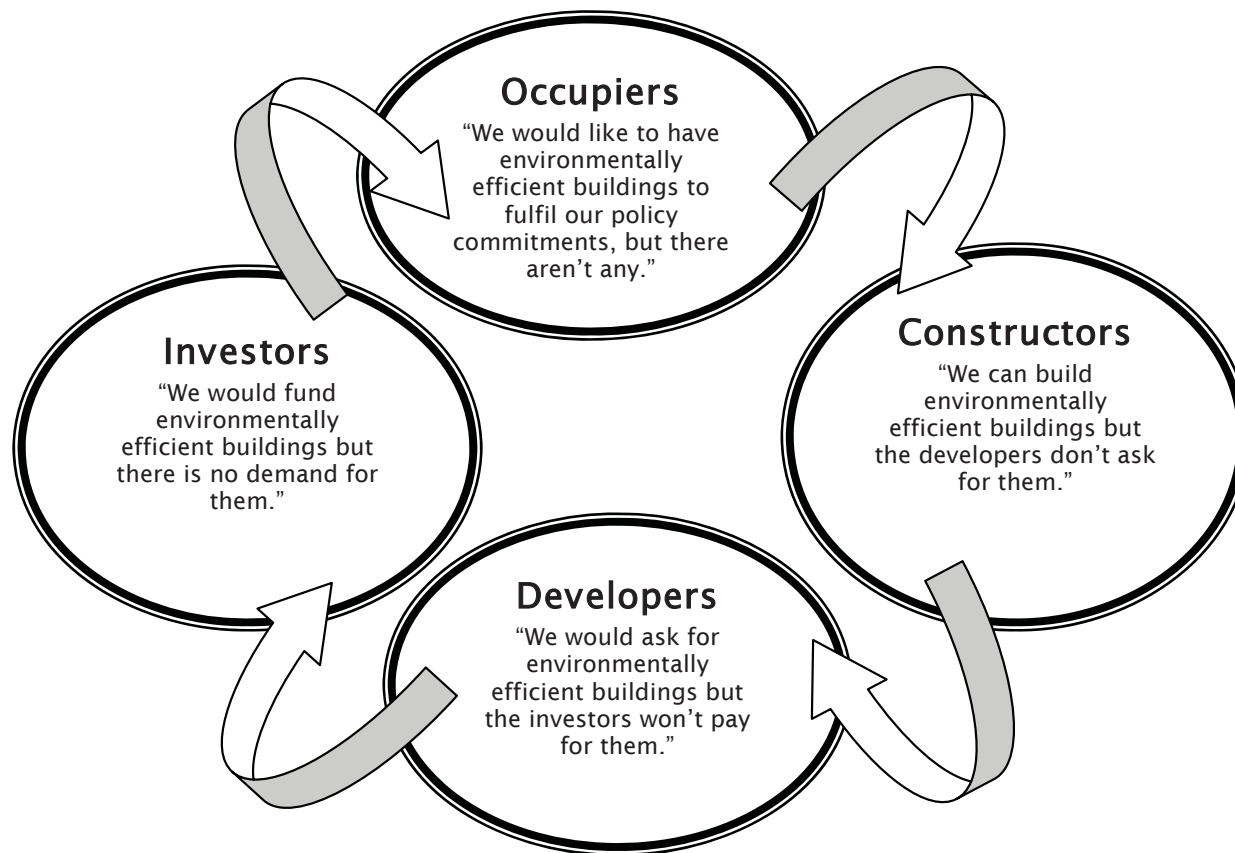 Occupiers
“We would like to have
environmentally
efficient buildings to
fulfil our policy
commitments, but there
aren’t any.”
Constructors
“We can build
environmentally
efficient buildings but
the developers don’t ask
for them.”
Developers
“We would ask for
environmentally
efficient buildings but
the investors won’t pay
for them.”
Investors
“We would fund
environmentally
efficient buildings but
there is no demand for
them.”